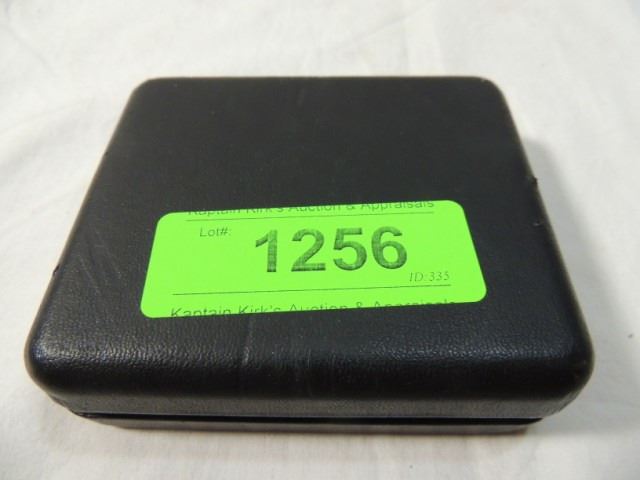 Kaptain Kirk's Auction & Appraisals
Lot#: 1256
ID:335
Kaptain Kirk's Auction & Appraisals